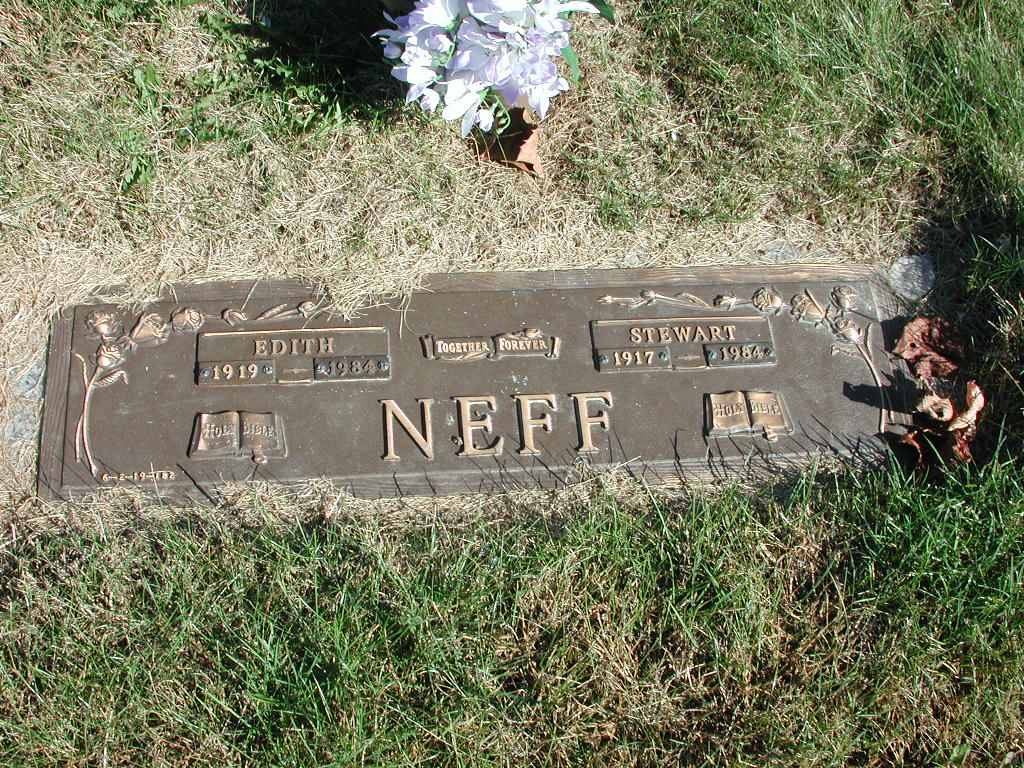 EDITH
1919 — 1984
TOGETHER FOREVER
STEWART
1917 — 1984
NEFF
HOLY BIBLE
HOLY BIBLE